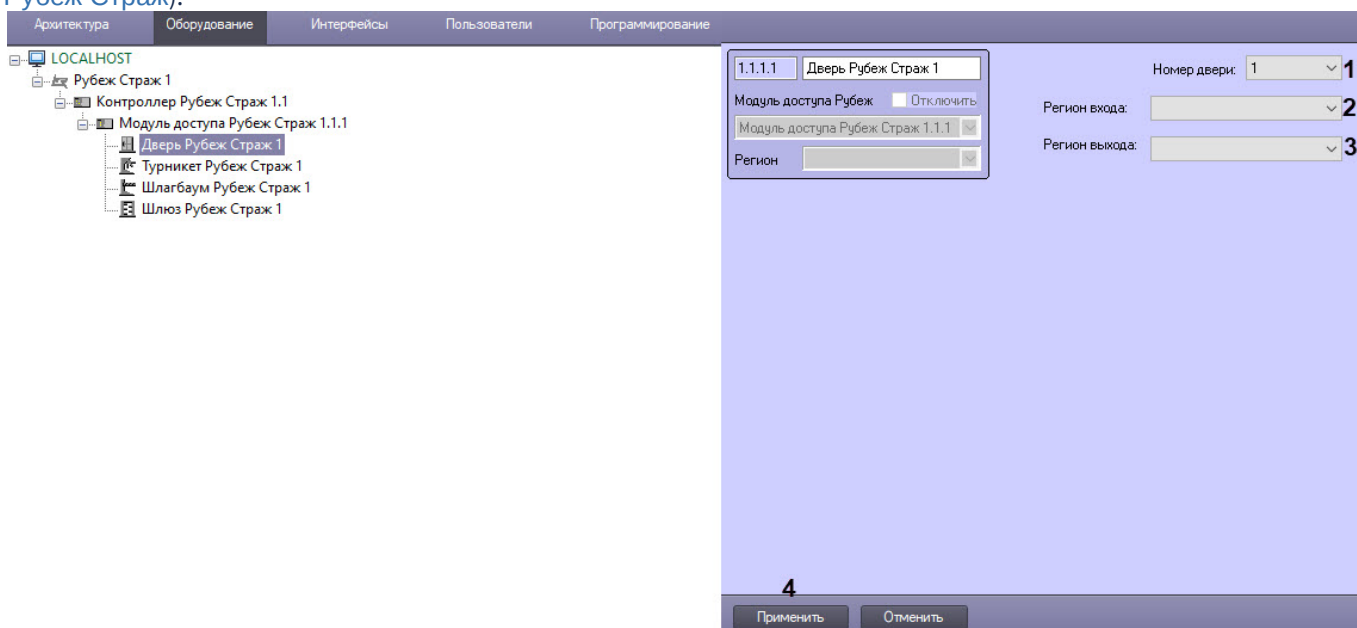 Рубеж Страж).
Архитектура Оборудование Интерфейсы Пользователи Программирование
LOCALHOST
Рубеж Страж 1
Контроллер Рубеж Страж 1.1
Модуль доступа Рубеж Страж 1.1.1
Дверь Рубеж Страж 1
Турникет Рубеж Страж 1
Шлагбаум Рубеж Страж 1
Шлюз Рубеж Страж 1
1.1.1.1 Дверь Рубеж Страж 1
Модуль доступа Рубеж Отключить
Модуль доступа Рубеж Страж 1.1.1
Регион
Номер двери: 1 1
Регион входа: 2
Регион выхода: 3
4
Применить Отменить